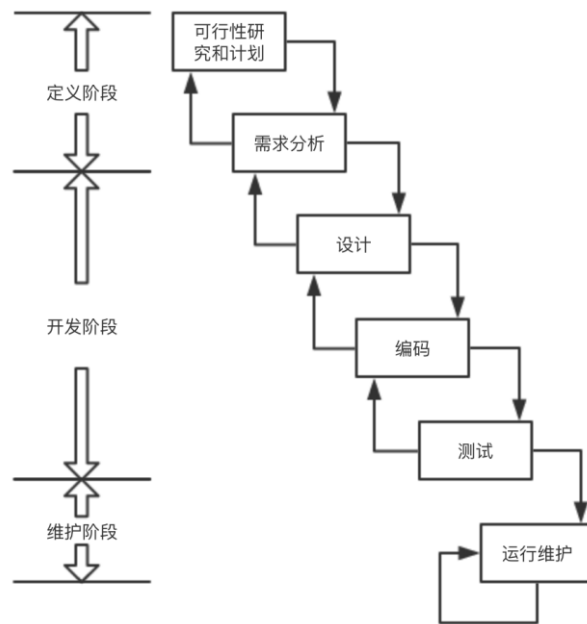 可行性研
究和计划
定义阶段
需求分析
设计
开发阶段
编码
测试
维护阶段
运行维护